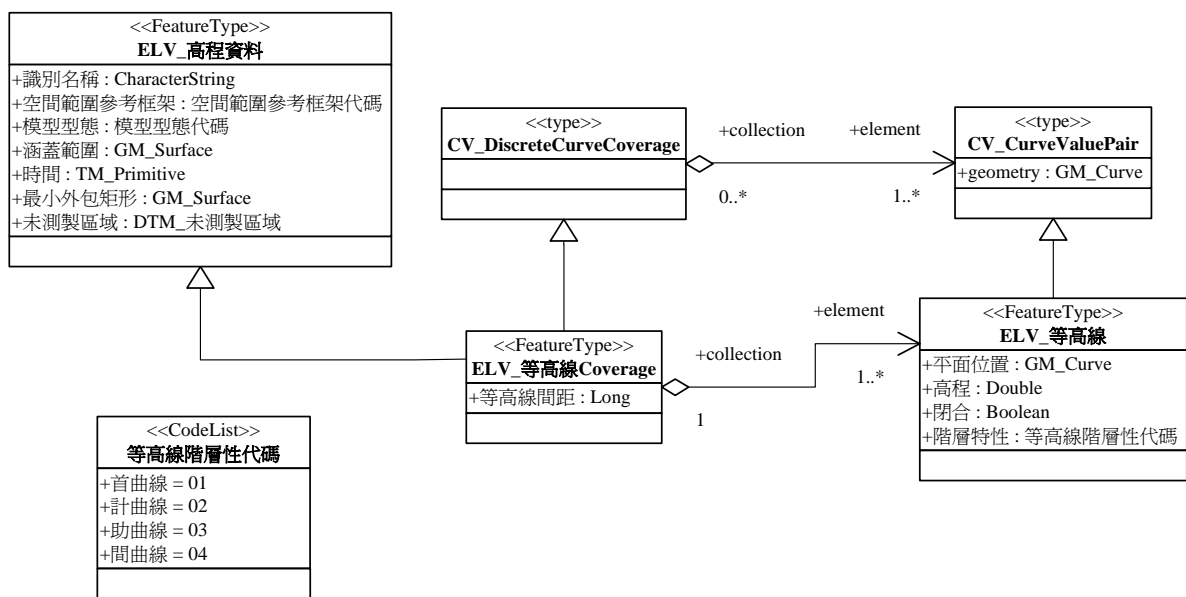 <<FeatureType>>
ELV_高程資料
+識別名稱 : CharacterString
+空間範圍參考框架 : 空間範圍參考框架代碼
+模型型態 : 模型型態代碼
+涵蓋範圍 : GM_Surface
+時間 : TM_Primitive
+最小外包矩形 : GM_Surface
+未測製區域 : DTM_未測製區域
<<type>>
CV_DiscreteCurveCoverage
+collection
0..*
+element
1..*
<<type>>
CV_CurveValuePair
+geometry : GM_Curve
<<FeatureType>>
ELV_等高線Coverage
+等高線間距 : Long
+collection
1
+element
1..*
<<FeatureType>>
ELV_等高線
+平面位置 : GM_Curve
+高程 : Double
+閉合 : Boolean
+階層特性 : 等高線階層性代碼
<<CodeList>>
等高線階層性代碼
+首曲線 = 01
+計曲線 = 02
+助曲線 = 03
+間曲線 = 04